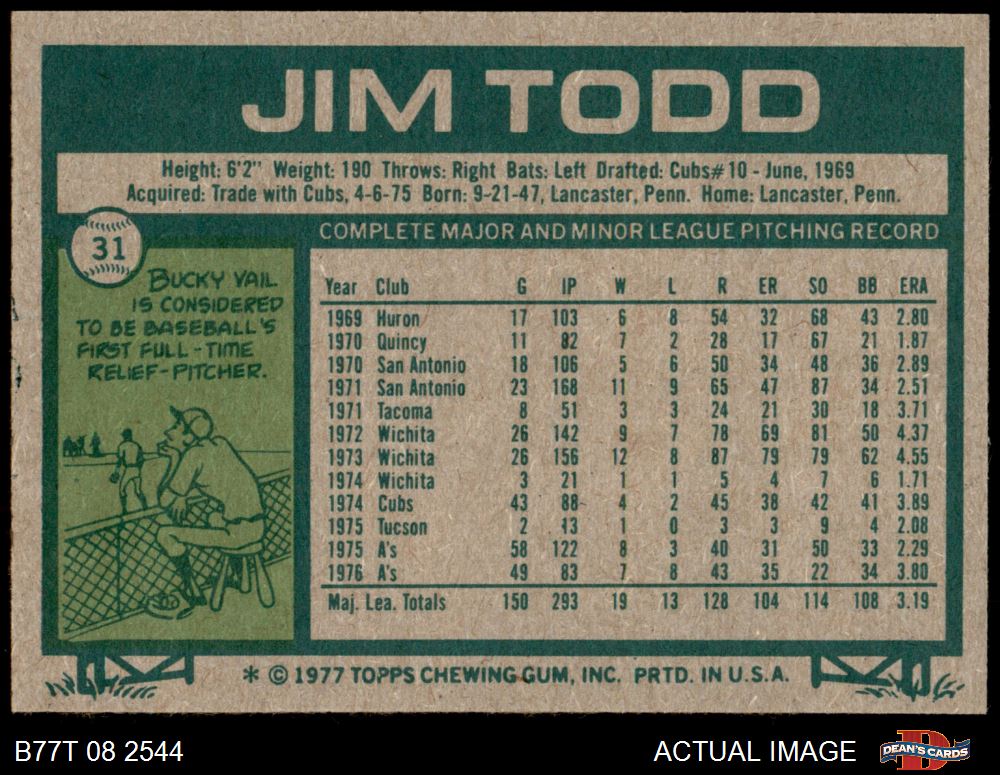 JIM TODD
Height: 6'2" Weight: 190 Throws: Right Bats: Left Drafted: Cubs#10 - June, 1969
Acquired: Trade with Cubs, 4-6-75 Born: 9-21-47, Lancaster, Penn. Home: Lancaster, Penn.
31
BUCKY VAIL
IS CONSIDERED
TO BE BASEBALL'S
FIRST FULL-TIME
RELIEF-PITCHER.
COMPLETE MAJOR AND MINOR LEAGUE PITCHING RECORD
Year Club G IP W L R ER SO BB ERA
1969 Huron 17 103 6 8 54 32 68 43 2.80
1970 Quincy 11 82 7 2 28 17 67 21 1.87
1970 San Antonio 18 106 5 6 50 34 48 36 2.89
1971 San Antonio 23 168 11 9 65 47 87 34 2.51
1971 Tacoma 8 51 3 3 24 21 30 18 3.71
1972 Wichita 26 142 9 7 78 69 81 50 4.37
1973 Wichita 26 156 12 8 87 79 79 62 4.55
1974 Wichita 3 21 1 1 5 4 7 6 1.71
1974 Cubs 43 88 4 2 45 38 42 41 3.89
1975 Tucson 2 13 1 0 3 3 9 4 2.08
1975 A's 58 122 8 3 40 31 50 33 2.29
1976 A's 49 83 7 8 43 35 22 34 3.80
Maj. Lea. Totals 150 293 19 13 128 104 114 108 3.19
* © 1977 TOPPS CHEWING GUM, INC. PRTD. IN U.S.A.
B77T 08 2544
ACTUAL IMAGE
D
DEAN'S CARDS